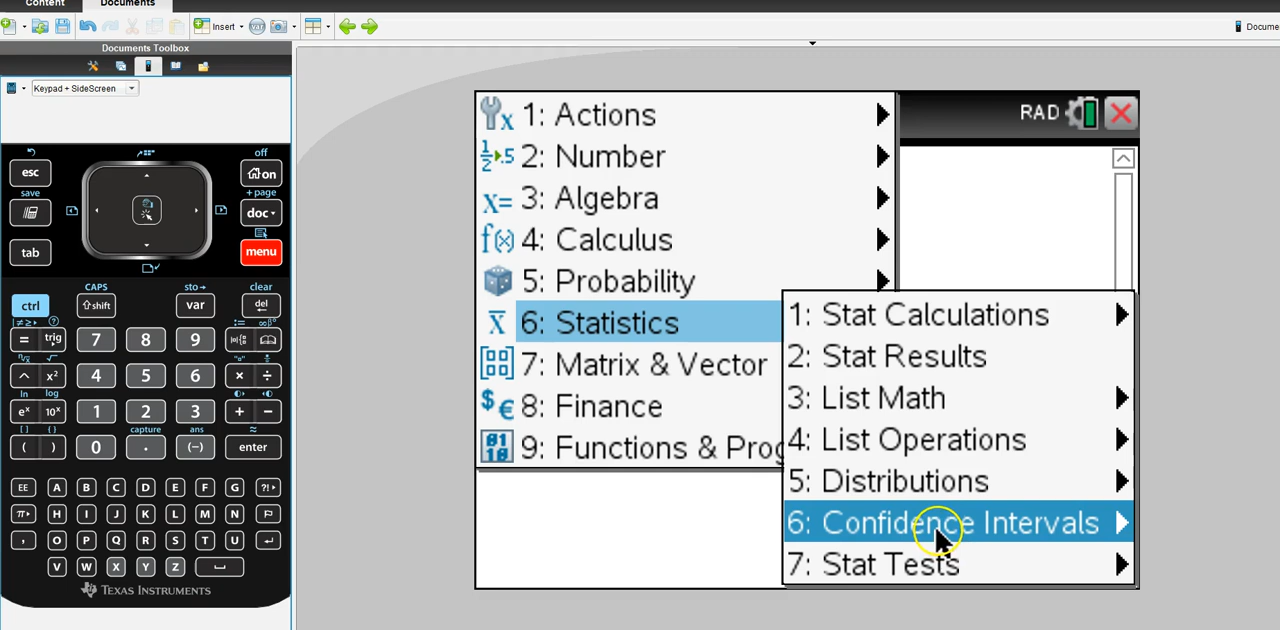 Content Documents
Insert Docume
Documents Toolbox
Keypad + SideScreen
off
esc on
save + page
doc
tab menu
CAPS sto→ clear
ctrl ⇧shift var del
= trig 7 8 9
^ x² 4 5 6 × ÷
ln log
eˣ 10ˣ 1 2 3 + −
[ ] { } capture ans ≈
( ) 0 . (−) enter
EE A B C D E F G ?!▸
π▸ H I J K L M N
, O P Q R S T U ↵
V W X Y Z
TEXAS INSTRUMENTS
RAD
1: Actions
2: Number
3: Algebra
4: Calculus
5: Probability
6: Statistics
7: Matrix & Vector
8: Finance
9: Functions & Prog
1: Stat Calculations
2: Stat Results
3: List Math
4: List Operations
5: Distributions
6: Confidence Intervals
7: Stat Tests